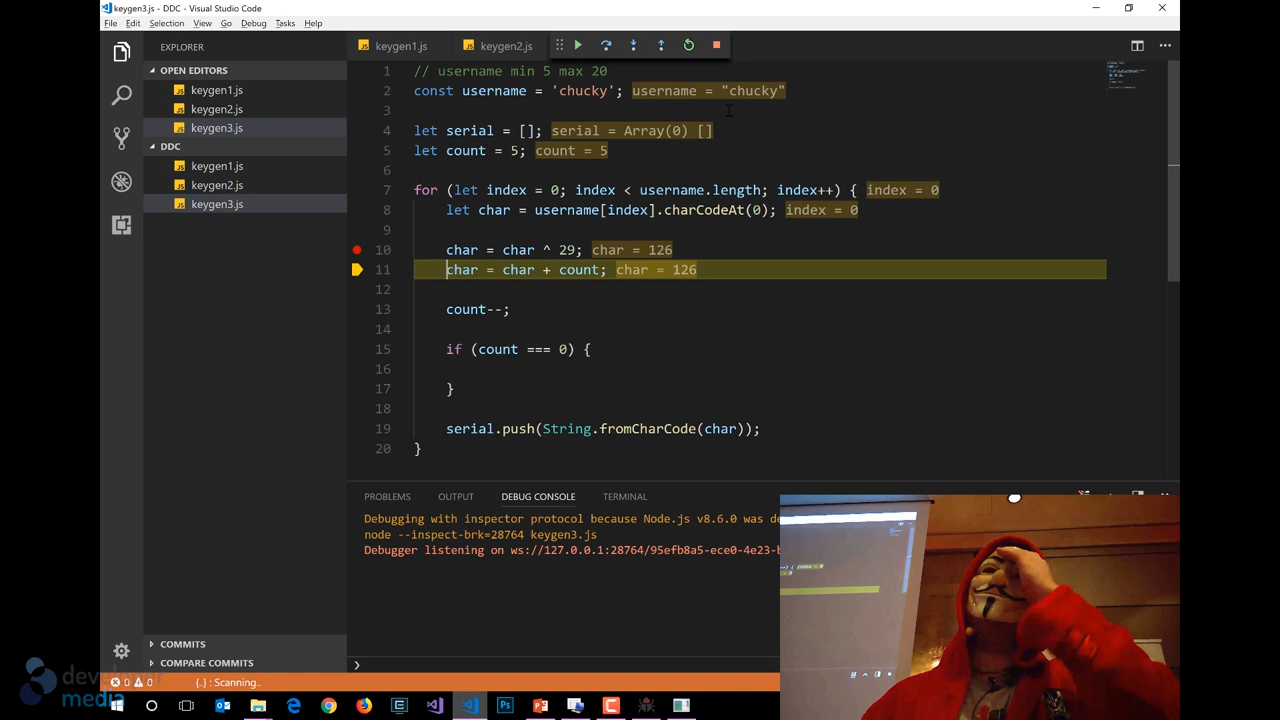 keygen3.js - DDC - Visual Studio Code
File Edit Selection View Go Debug Tasks Help
EXPLORER
keygen1.js
keygen2.js
OPEN EDITORS
keygen1.js
keygen2.js
keygen3.js
DDC
keygen1.js
keygen2.js
keygen3.js
COMMITS
COMPARE COMMITS
1 // username min 5 max 20
2 const username = 'chucky'; username = "chucky"
3
4 let serial = []; serial = Array(0) []
5 let count = 5; count = 5
6
7 for (let index = 0; index < username.length; index++) { index = 0
8 let char = username[index].charCodeAt(0); index = 0
9
10 char = char ^ 29; char = 126
11 char = char + count; char = 126
12
13 count--;
14
15 if (count === 0) {
16
17 }
18
19 serial.push(String.fromCharCode(char));
20 }
PROBLEMS OUTPUT DEBUG CONSOLE TERMINAL
Debugging with inspector protocol because Node.js v8.6.0 was de
node --inspect-brk=28764 keygen3.js
Debugger listening on ws://127.0.0.1:28764/95efb8a5-ece0-4e23-b
0 0 {..} : Scanning..
developer
media